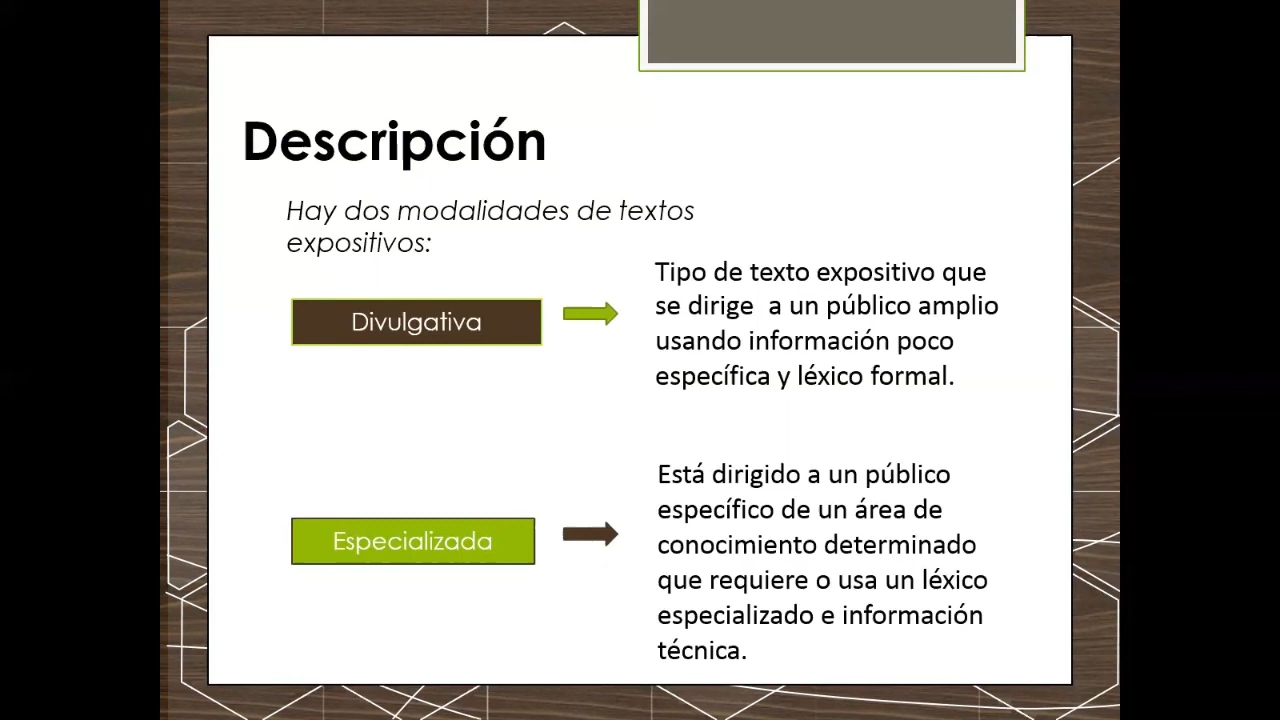 Descripción
Hay dos modalidades de textos
expositivos:
Divulgativa
Tipo de texto expositivo que
se dirige  a un público amplio
usando información poco
específica y léxico formal.
Especializada
Está dirigido a un público
específico de un área de
conocimiento determinado
que requiere o usa un léxico
especializado e información
técnica.